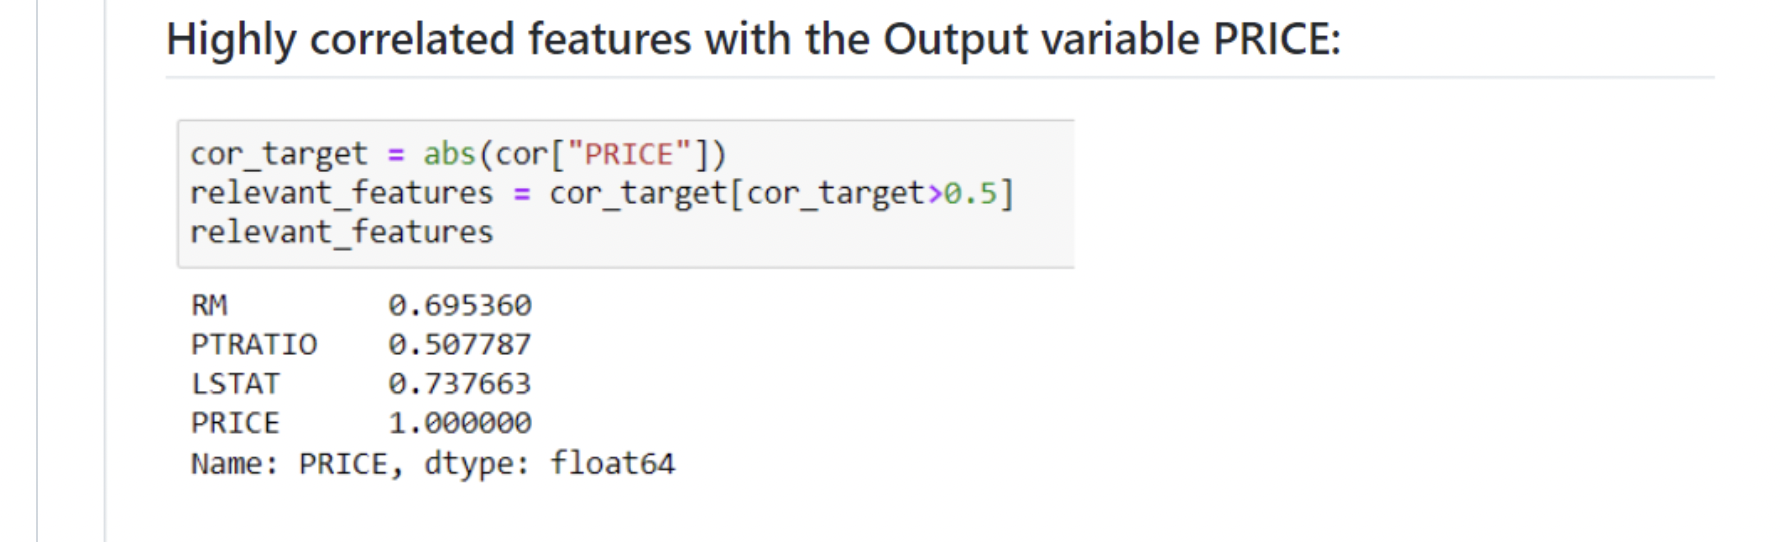 Highly correlated features with the Output variable PRICE:
cor_target = abs(cor["PRICE"])
relevant_features = cor_target[cor_target>0.5]
relevant_features
RM 0.695360
PTRATIO 0.507787
LSTAT 0.737663
PRICE 1.000000
Name: PRICE, dtype: float64